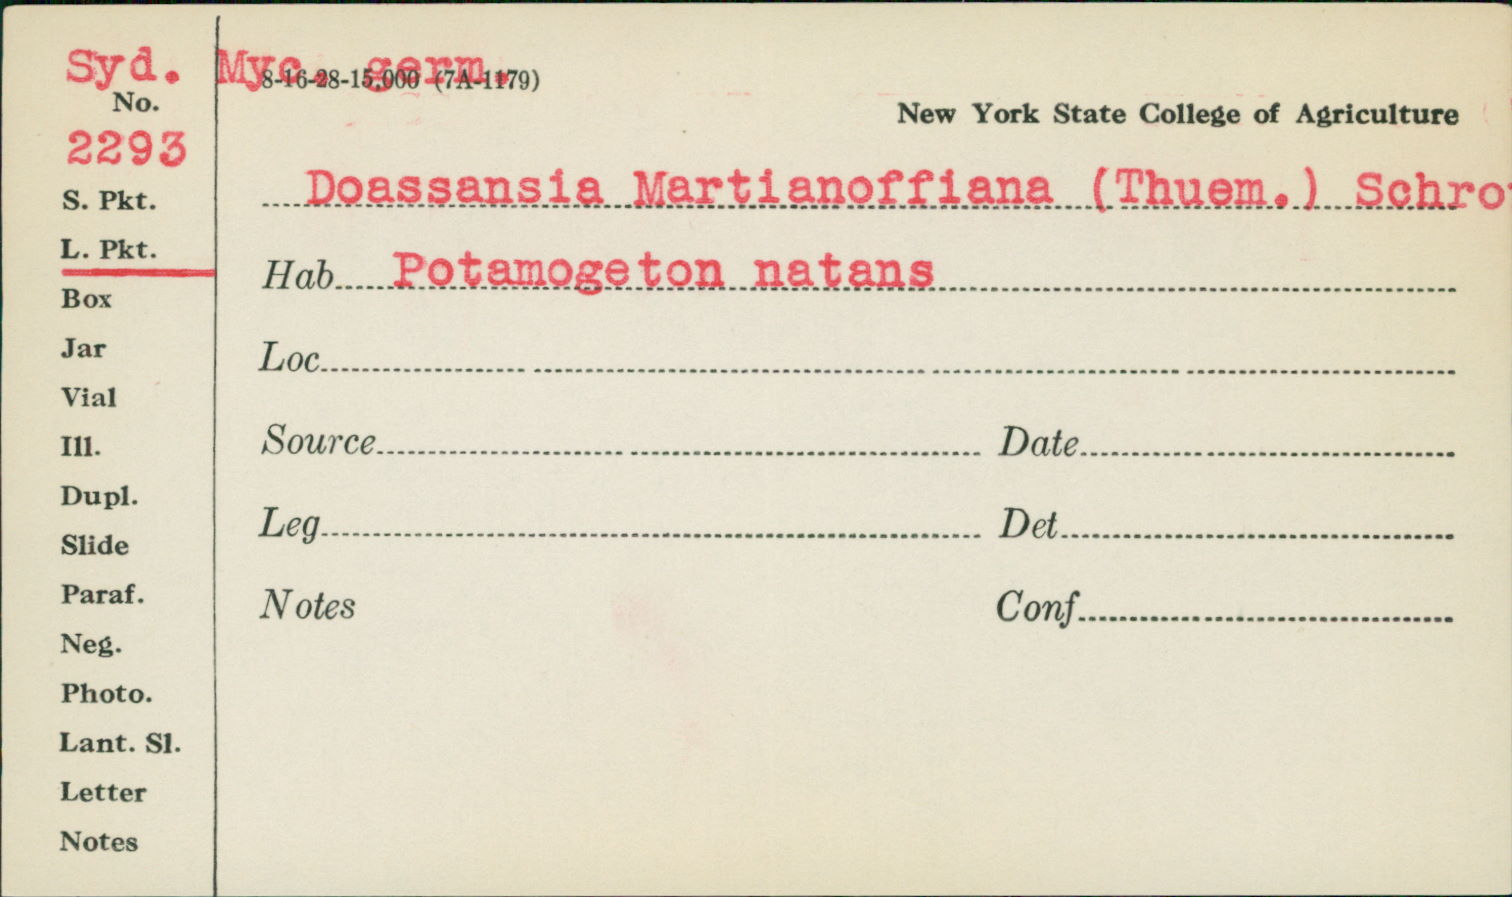 Syd. Myc. germ.
8-16-28-15,000 (7A-1179)
No.
2293
New York State College of Agriculture
S. Pkt.
Doassansia Martianoffiana (Thuem.) Schro
L. Pkt.
Hab Potamogeton natans
Box
Jar
Loc
Vial
Ill.
Source Date
Dupl.
Slide
Leg Det
Paraf.
Notes Conf
Neg.
Photo.
Lant. Sl.
Letter
Notes